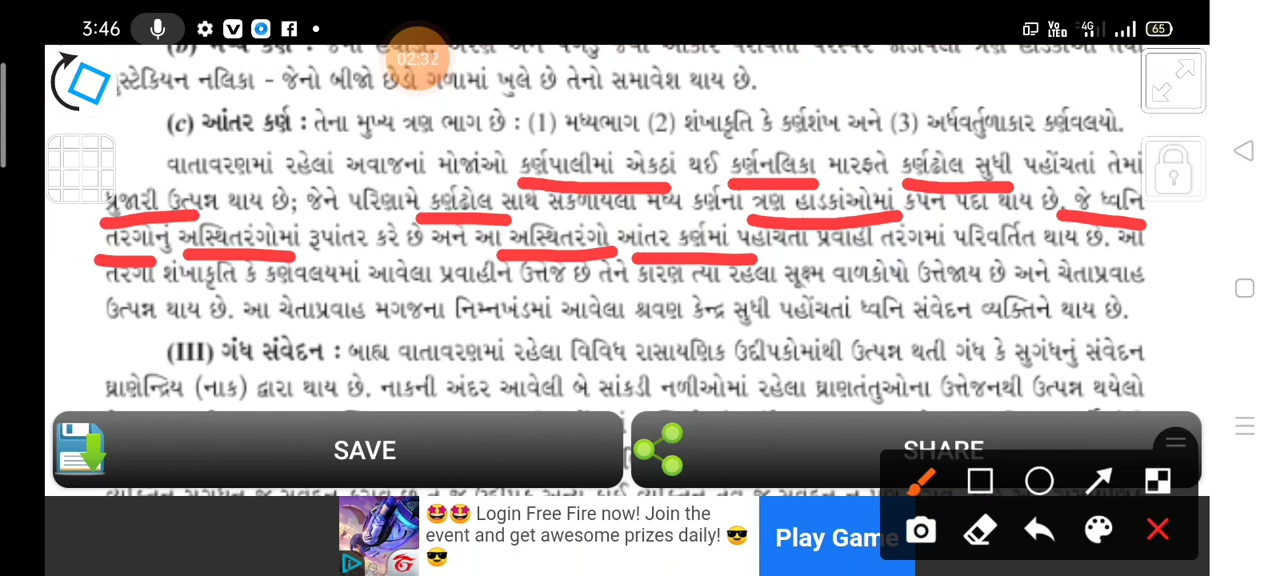 3:46
65
02:32
(b) મધ્ય કર્ણ :
યુસ્ટેકિયન નલિકા - જેનો બીજો છેડો ગળામાં ખુલે છે તેનો સમાવેશ થાય છે.
(c) આંતર કર્ણ : તેના મુખ્ય ત્રણ ભાગ છે : (1) મધ્યભાગ (2) શંખાકૃતિ કે કર્ણશંખ અને (3) અર્ધવર્તુળાકાર કર્ણવલયો.
વાતાવરણમાં રહેલાં અવાજનાં મોજાંઓ કર્ણપાલીમાં એકઠાં થઈ કર્ણનલિકા મારફતે કર્ણઢોલ સુધી પહોંચતાં તેમાં
ધ્રુજારી ઉત્પન્ન થાય છે; જેને પરિણામે કર્ણઢોલ સાથે સંકળાયેલા મધ્ય કર્ણના ત્રણ હાડકાંઓમાં કંપન પેદા થાય છે. જે ધ્વનિ
તરંગોનું અસ્થિતરંગોમાં રૂપાંતર કરે છે અને આ અસ્થિતરંગો આંતર કર્ણમાં પહોંચતા પ્રવાહી તરંગમાં પરિવર્તિત થાય છે. આ
તરંગો શંખાકૃતિ કે કર્ણવલયમાં આવેલા પ્રવાહીને ઉત્તેજે છે તેને કારણે ત્યાં રહેલા સૂક્ષ્મ વાળકોષો ઉત્તેજાય છે અને ચેતાપ્રવાહ
ઉત્પન્ન થાય છે. આ ચેતાપ્રવાહ મગજના નિમ્નખંડમાં આવેલા શ્રવણ કેન્દ્ર સુધી પહોંચતાં ધ્વનિ સંવેદન વ્યક્તિને થાય છે.
(III) ગંધ સંવેદન : બાહ્ય વાતાવરણમાં રહેલા વિવિધ રાસાયણિક ઉદ્દીપકોમાંથી ઉત્પન્ન થતી ગંધ કે સુગંધનું સંવેદન
ઘ્રાણેન્દ્રિય (નાક) દ્વારા થાય છે. નાકની અંદર આવેલી બે સાંકડી નળીઓમાં રહેલા ઘ્રાણતંતુઓના ઉત્તેજનથી ઉત્પન્ન થયેલો
SAVE
SHARE
Login Free Fire now! Join the
event and get awesome prizes daily!
Play Game